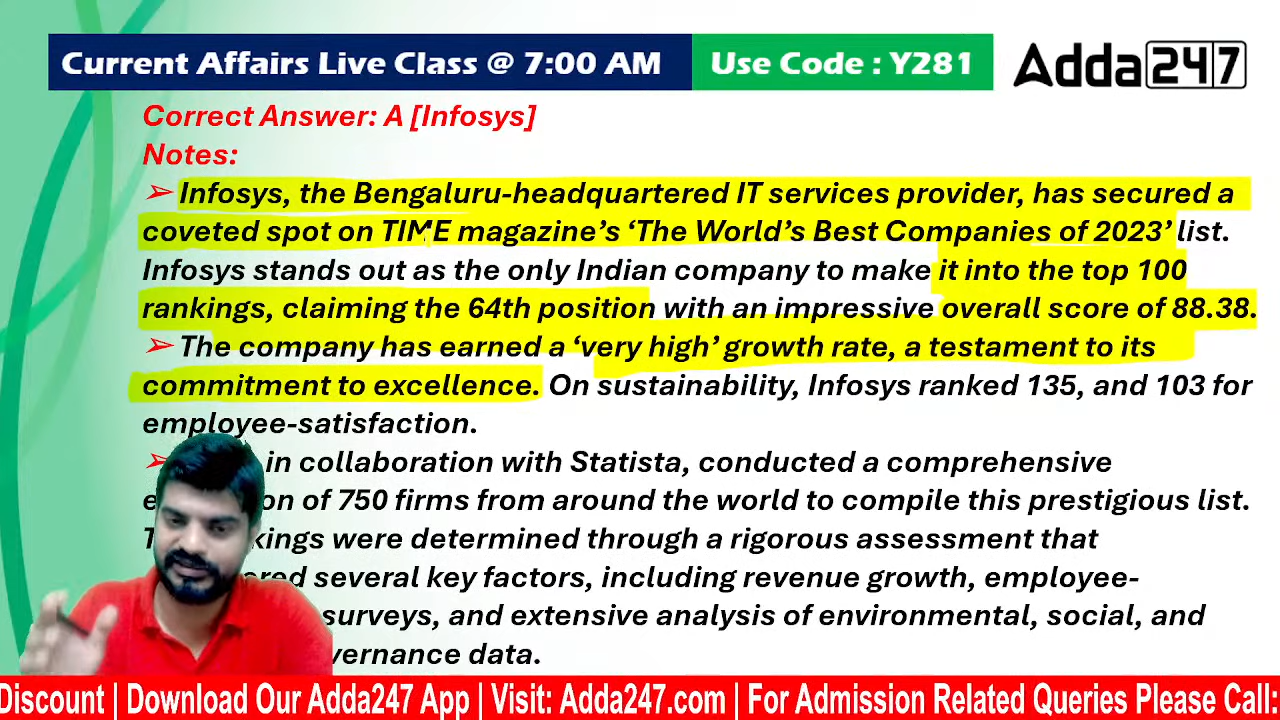 Current Affairs Live Class @ 7:00 AM Use Code : Y281 Adda247
Correct Answer: A [Infosys]
Notes:
➢ Infosys, the Bengaluru-headquartered IT services provider, has secured a
coveted spot on TIME magazine’s ‘The World’s Best Companies of 2023’ list.
Infosys stands out as the only Indian company to make it into the top 100
rankings, claiming the 64th position with an impressive overall score of 88.38.
➢ The company has earned a ‘very high’ growth rate, a testament to its
commitment to excellence. On sustainability, Infosys ranked 135, and 103 for
employee-satisfaction.
➢ in collaboration with Statista, conducted a comprehensive
of 750 firms from around the world to compile this prestigious list.
were determined through a rigorous assessment that
several key factors, including revenue growth, employee-
surveys, and extensive analysis of environmental, social, and
data.
Discount | Download Our Adda247 App | Visit: Adda247.com | For Admission Related Queries Please Call: